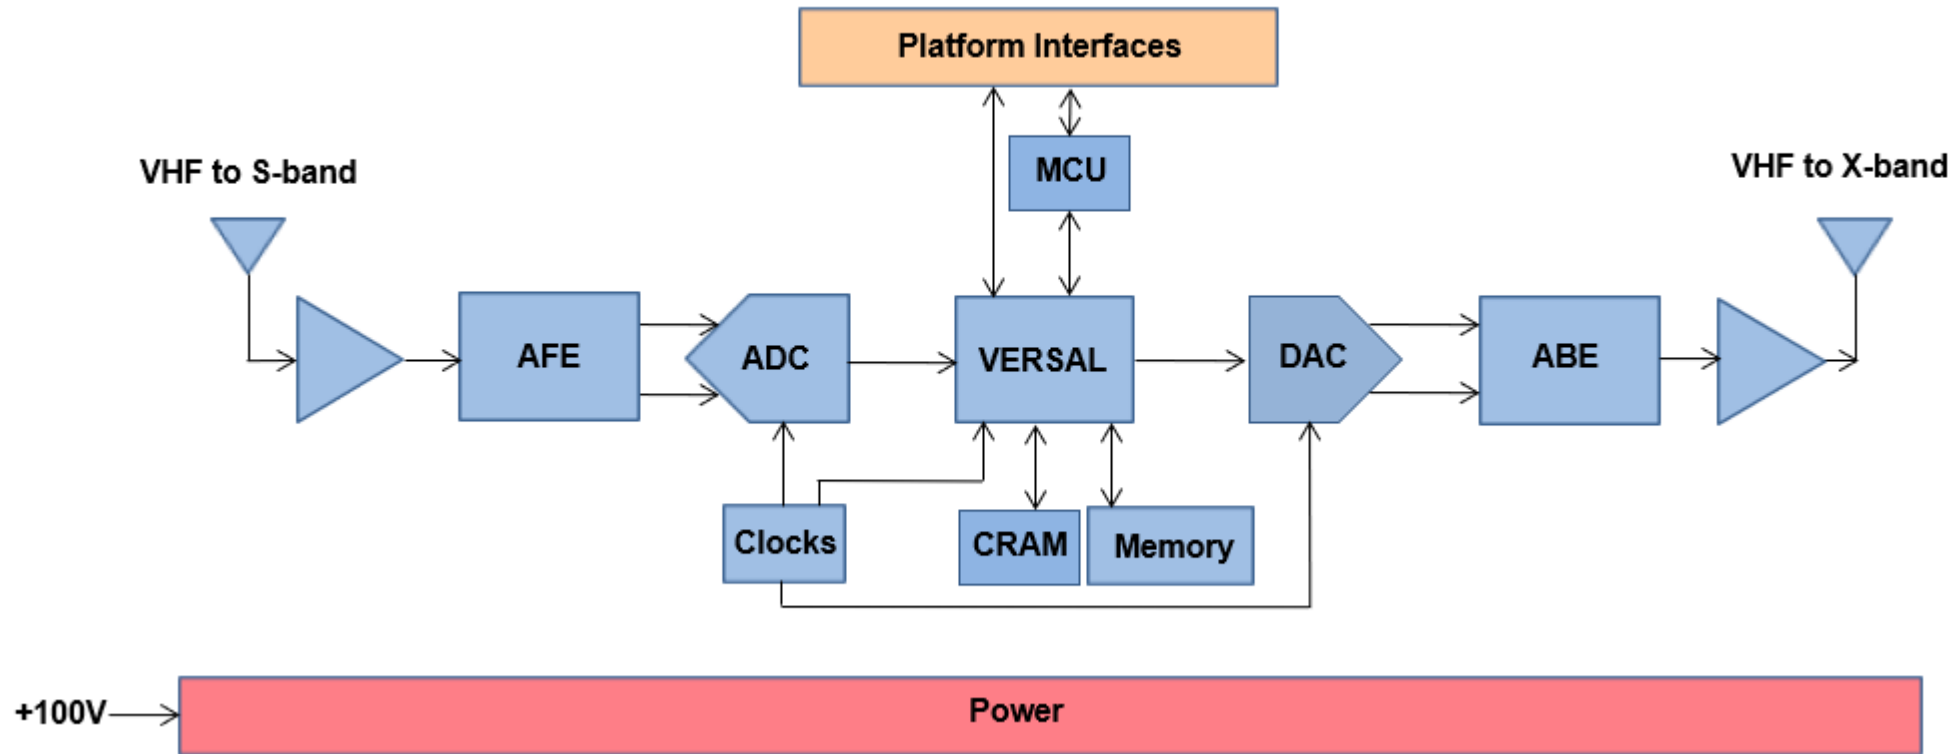 Platform Interfaces
MCU
VHF to S-band
VHF to X-band
AFE
ADC
VERSAL
DAC
ABE
Clocks
CRAM
Memory
+100V
Power